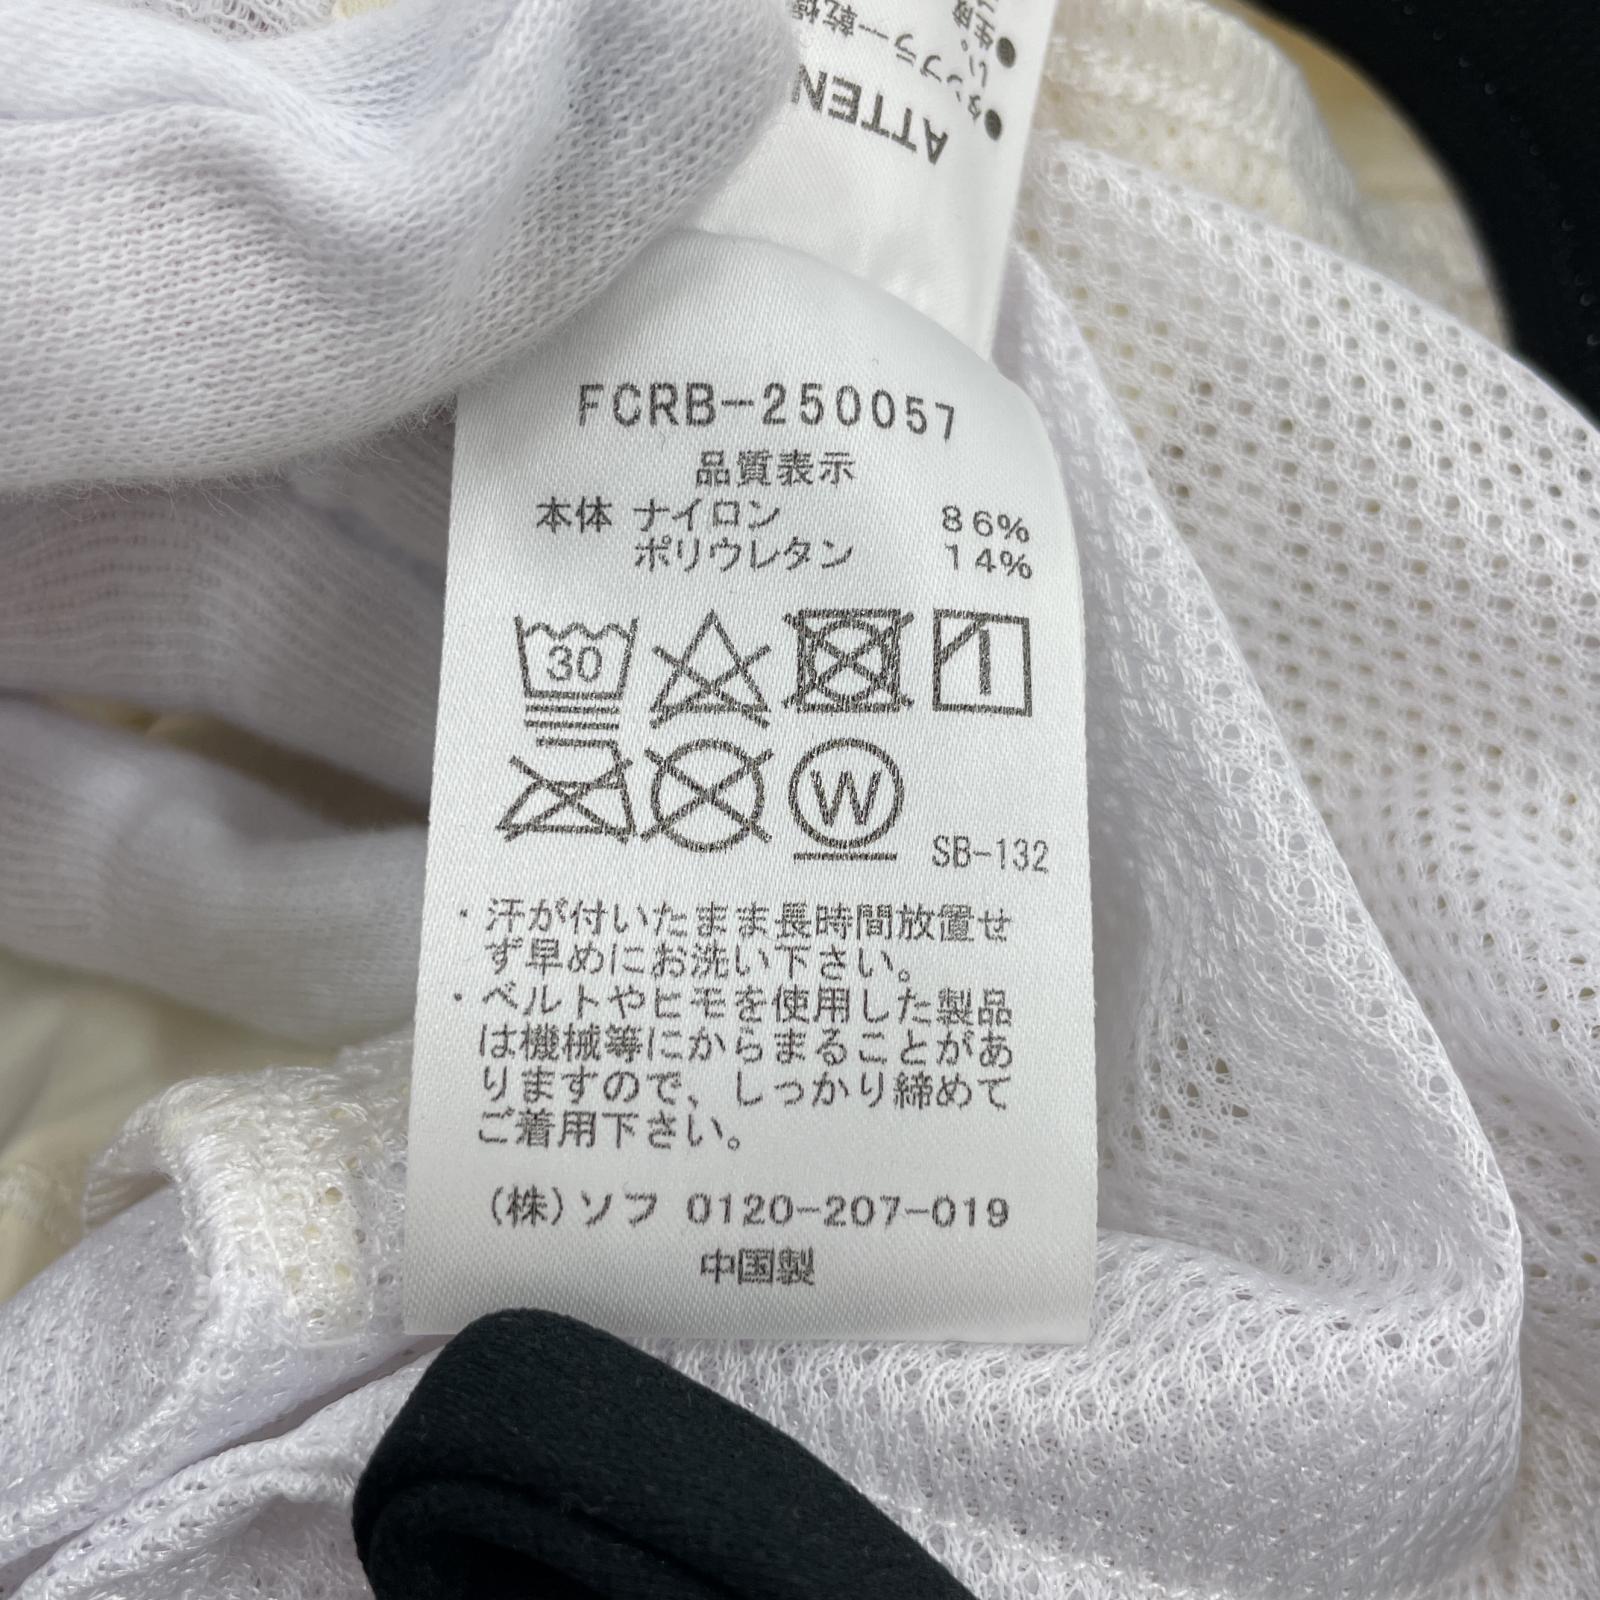 ATTEN
FCRB-250057
品質表示
本体 ナイロン 86%
ポリウレタン 14%
30
W
SB-132
・汗が付いたまま長時間放置せ
ず早めにお洗い下さい。
・ベルトやヒモを使用した製品
は機械等にからまることがあ
りますので、しっかり締めて
ご着用下さい。
(株)ソフ 0120-207-019
中国製